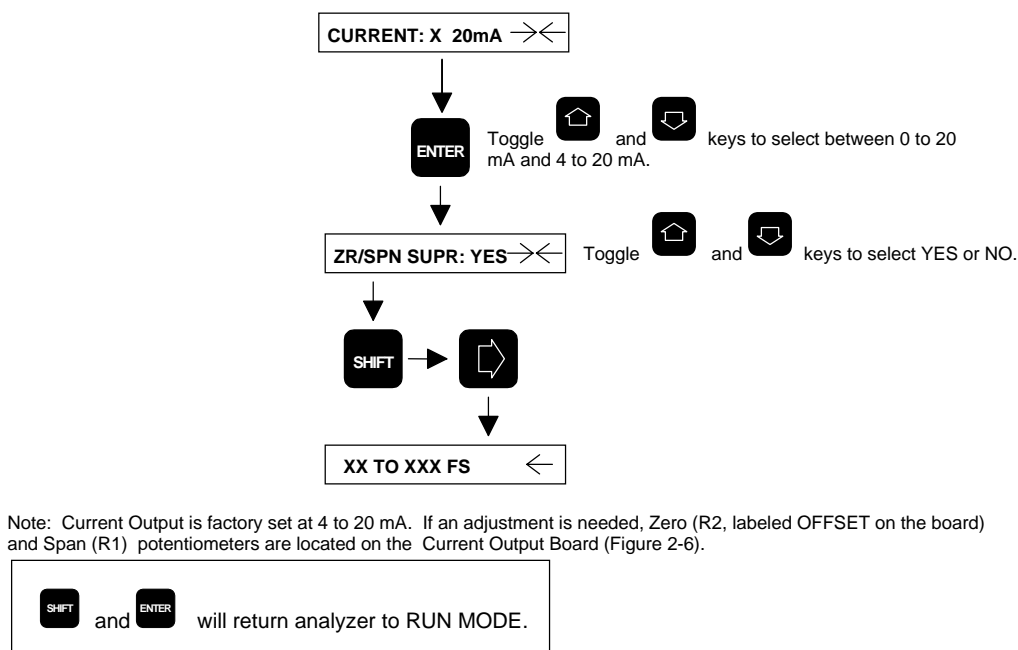 CURRENT: X 20mA
ENTER
Toggle and keys to select between 0 to 20
mA and 4 to 20 mA.
ZR/SPN SUPR: YES
Toggle and keys to select YES or NO.
SHIFT
XX TO XXX FS
Note: Current Output is factory set at 4 to 20 mA. If an adjustment is needed, Zero (R2, labeled OFFSET on the board)
and Span (R1) potentiometers are located on the Current Output Board (Figure 2-6).
SHIFT and ENTER will return analyzer to RUN MODE.